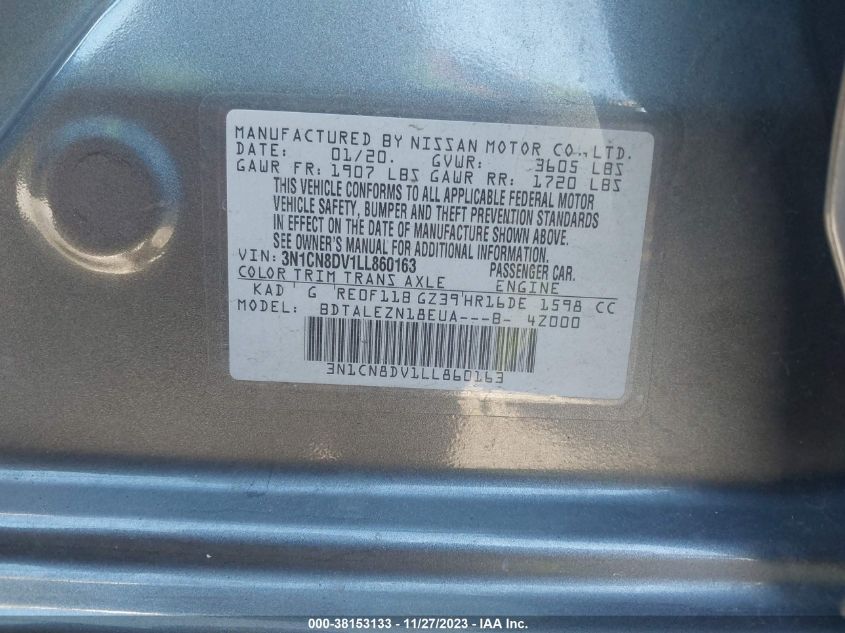 MANUFACTURED BY NISSAN MOTOR CO., LTD.
DATE: 01/20. GVWR: 3605 LBS
GAWR FR: 1907 LBS GAWR RR: 1720 LBS
THIS VEHICLE CONFORMS TO ALL APPLICABLE FEDERAL MOTOR
VEHICLE SAFETY, BUMPER AND THEFT PREVENTION STANDARDS
IN EFFECT ON THE DATE OF MANUFACTURE SHOWN ABOVE.
SEE OWNER'S MANUAL FOR ADDITIONAL INFORMATION.
VIN: 3N1CN8DV1LL860163 PASSENGER CAR.
COLOR TRIM TRANS AXLE ENGINE
KAD G RE0F11B GZ39 HR16DE 1598 CC
MODEL: BDTALEZN18EUA---B- 42000
3N1CN8DV1LL860163
000-38153133 - 11/27/2023 - IAA Inc.